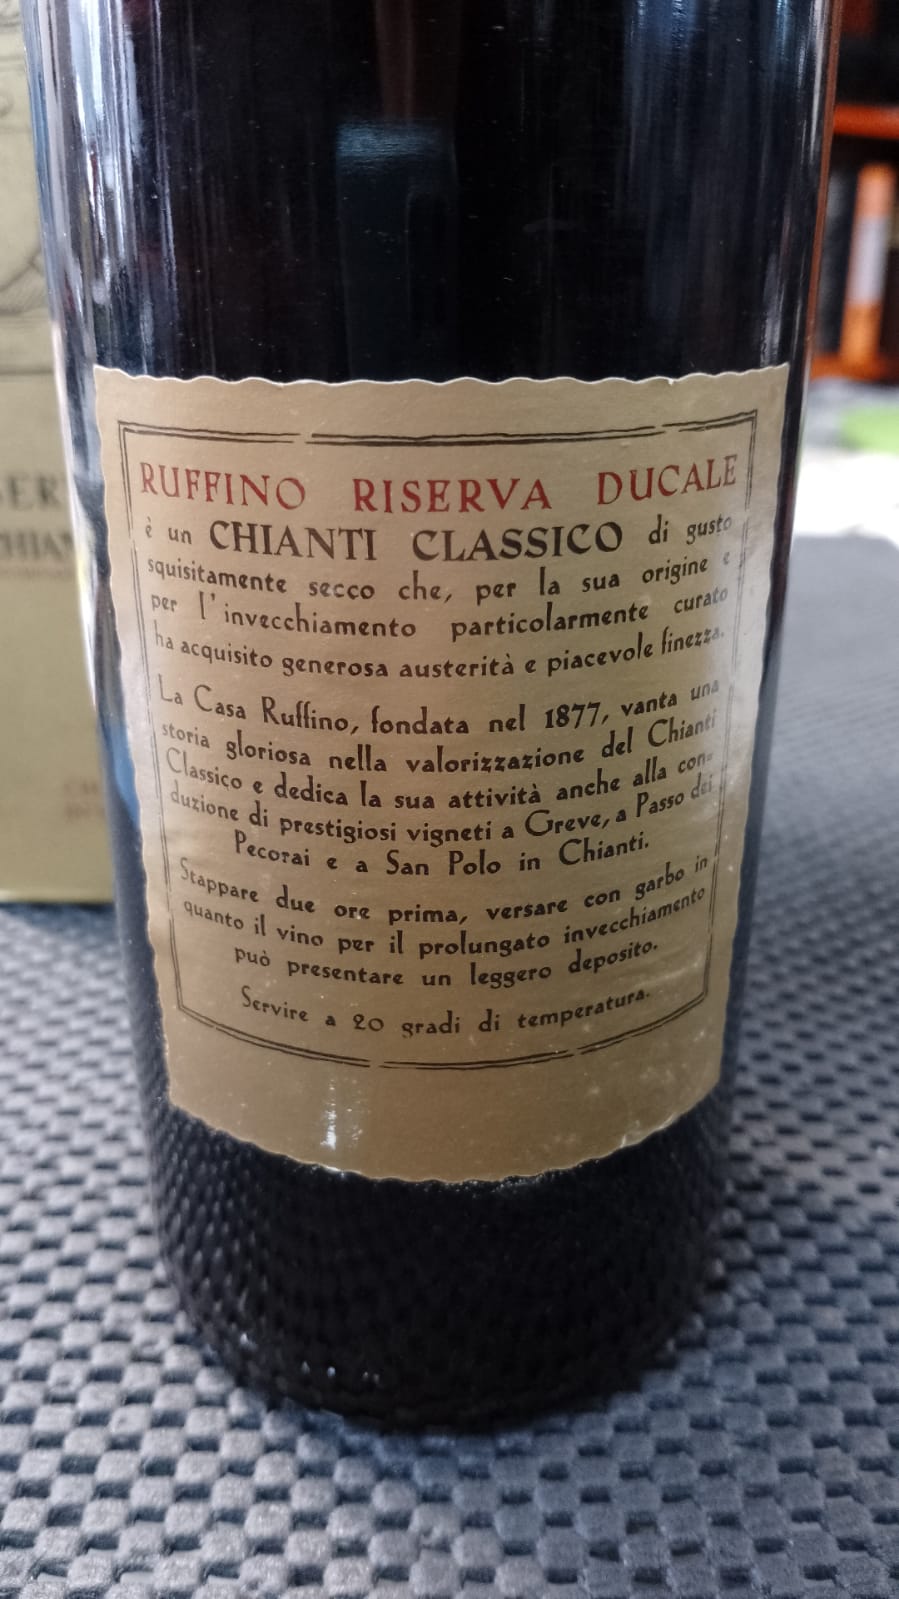 RUFFINO RISERVA DUCALE
è un CHIANTI CLASSICO di gusto
squisitamente secco che, per la sua origine e
per l'invecchiamento particolarmente curato
ha acquisito generosa austerità e piacevole finezza.
La Casa Ruffino, fondata nel 1877, vanta una
storia gloriosa nella valorizzazione del Chianti
Classico e dedica la sua attività anche alla con-
duzione di prestigiosi vigneti a Greve, a Passo dei
Pecorai e a San Polo in Chianti.
Stappare due ore prima, versare con garbo in
quanto il vino per il prolungato invecchiamento
può presentare un leggero deposito.
Servire a 20 gradi di temperatura.